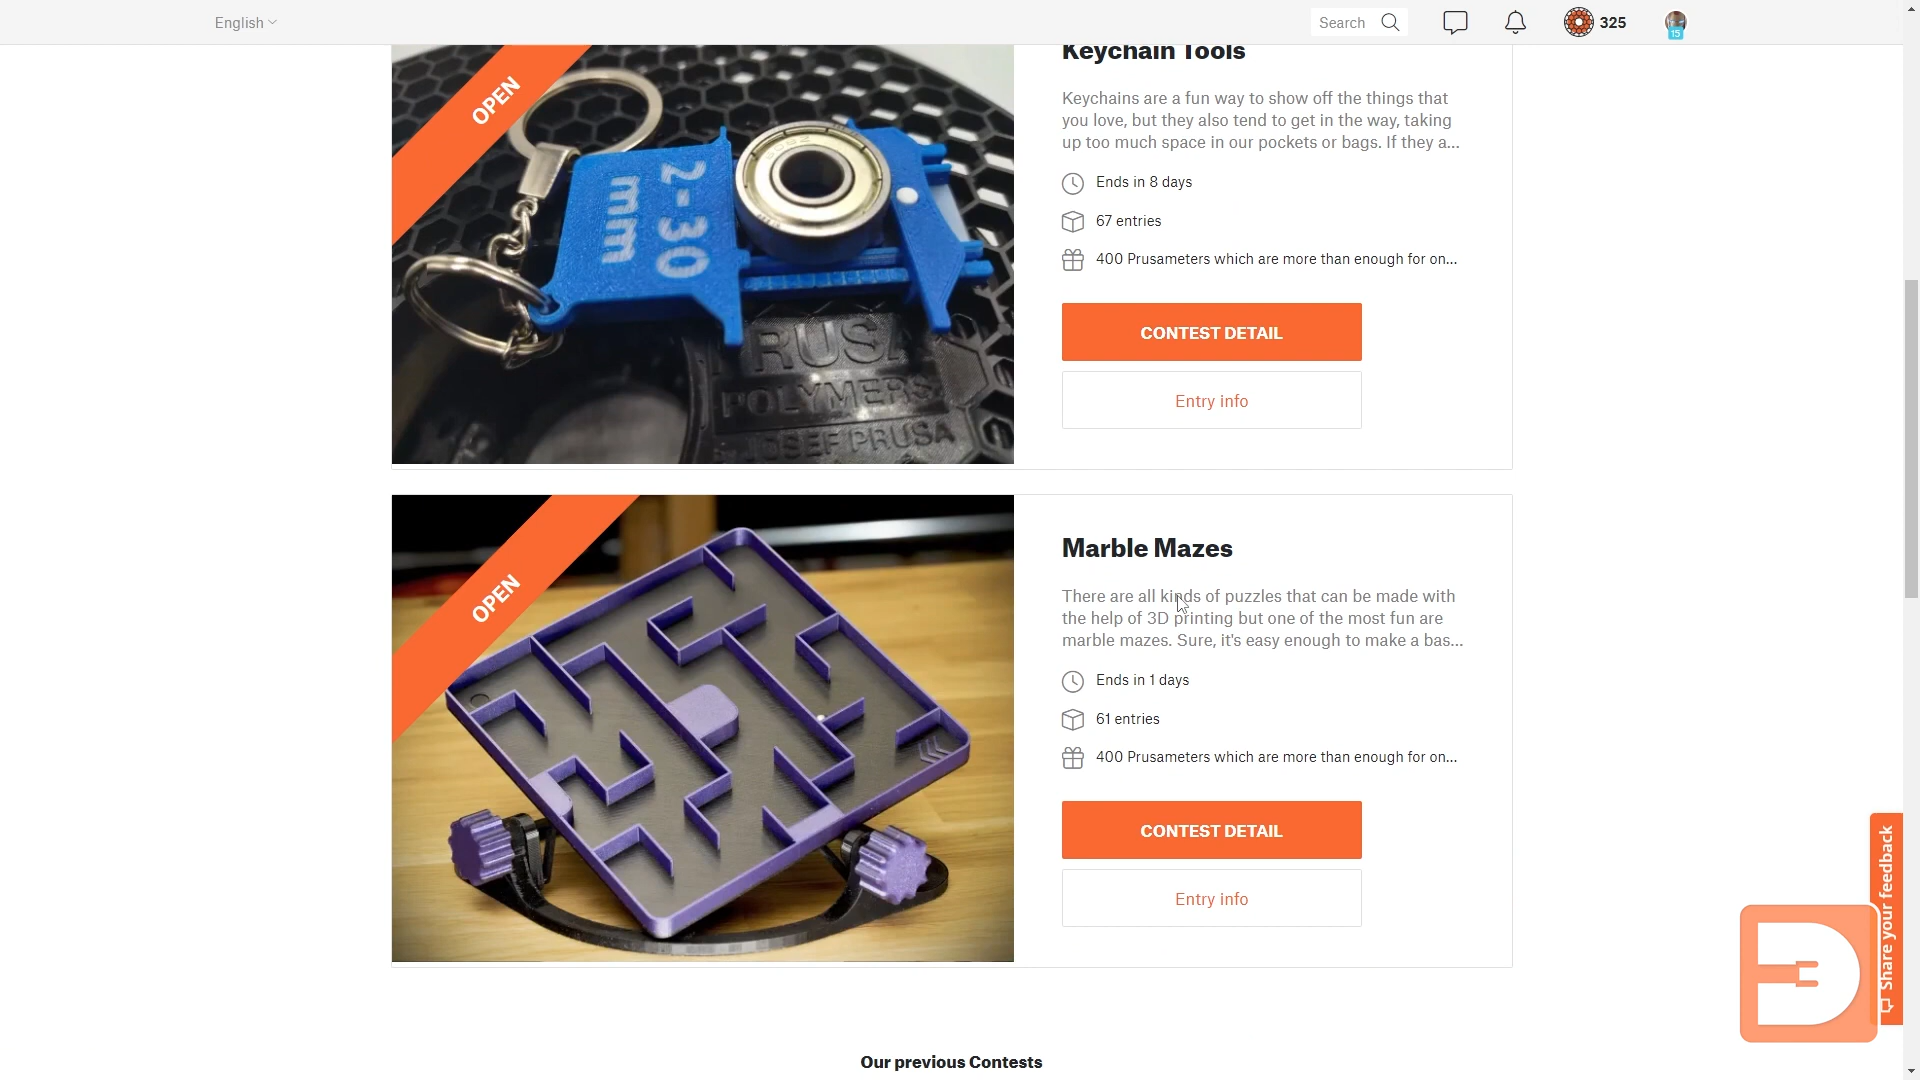 English
Search
325
15
Keychain Tools
OPEN
2-30
mm
PRUSA
POLYMERS
JOSEF PRUSA
Keychains are a fun way to show off the things that
you love, but they also tend to get in the way, taking
up too much space in our pockets or bags. If they a...
Ends in 8 days
67 entries
400 Prusameters which are more than enough for on...
CONTEST DETAIL
Entry info
OPEN
Marble Mazes
There are all kinds of puzzles that can be made with
the help of 3D printing but one of the most fun are
marble mazes. Sure, it's easy enough to make a bas...
Ends in 1 days
61 entries
400 Prusameters which are more than enough for on...
CONTEST DETAIL
Entry info
Share your feedback
Our previous Contests